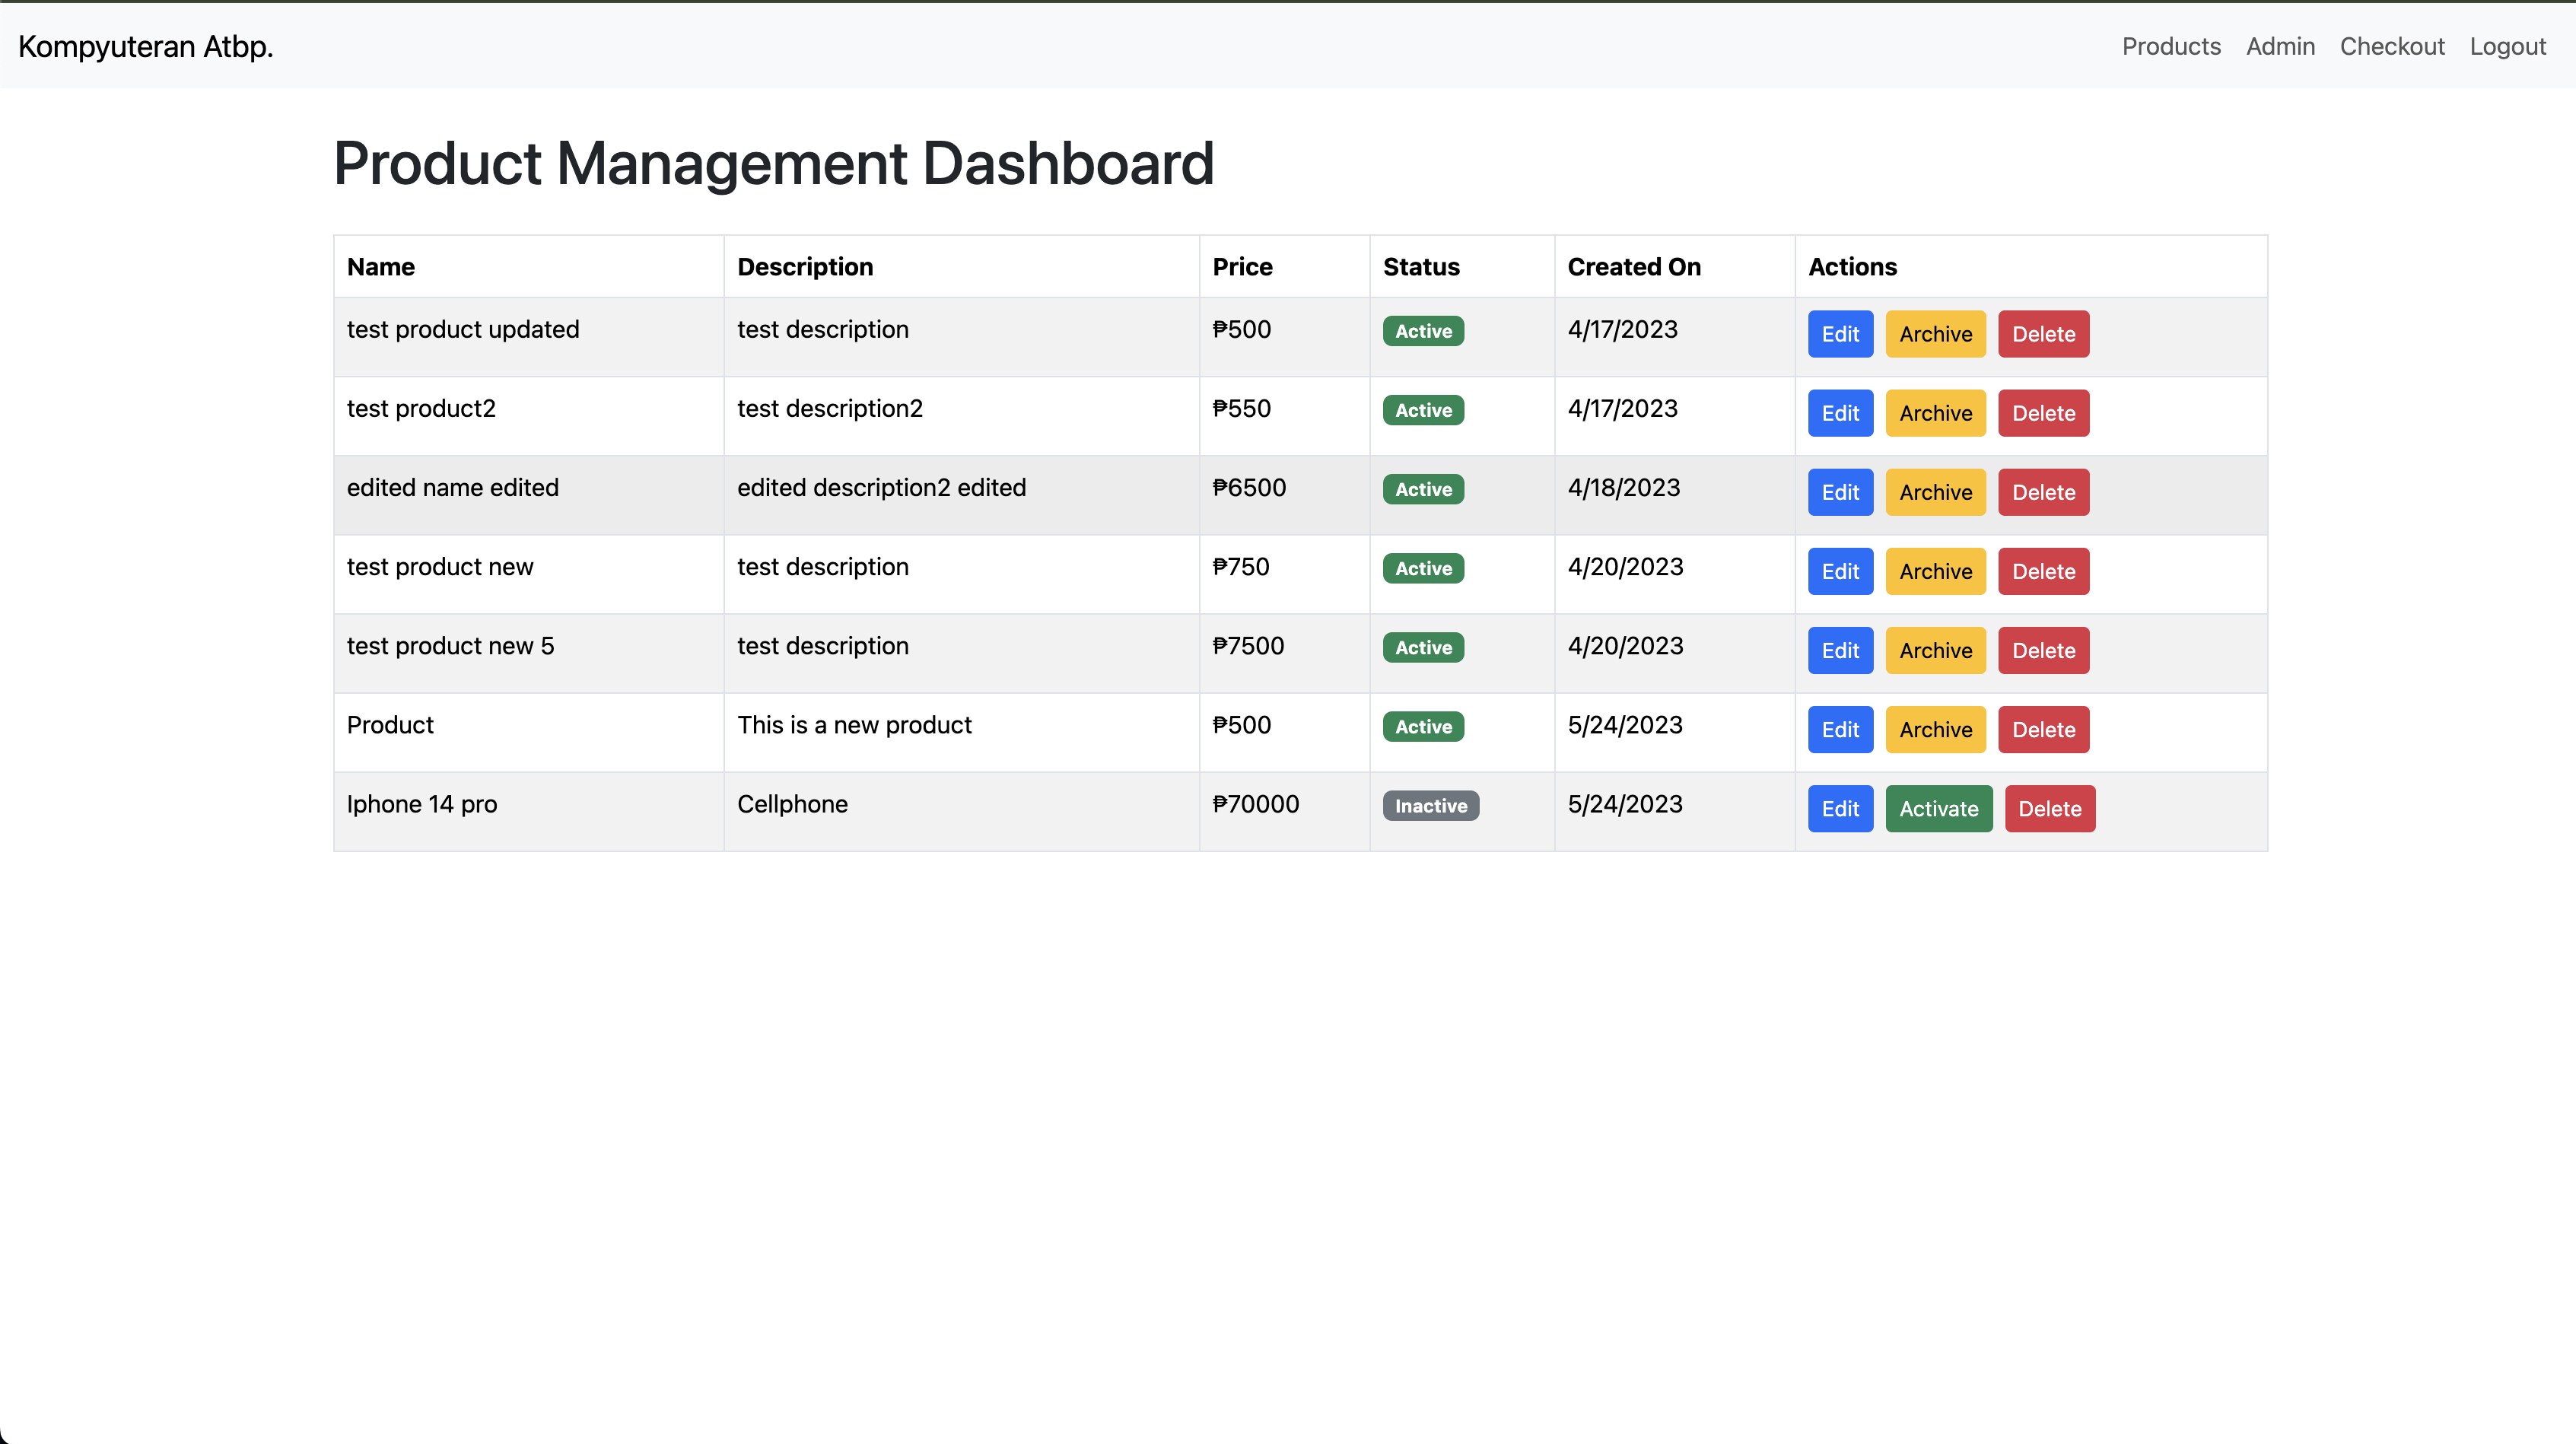 Kompyuteran Atbp. Products Admin Checkout Logout
Product Management Dashboard
Name Description Price Status Created On Actions
test product updated test description ₱500 Active 4/17/2023 Edit Archive Delete
test product2 test description2 ₱550 Active 4/17/2023 Edit Archive Delete
edited name edited edited description2 edited ₱6500 Active 4/18/2023 Edit Archive Delete
test product new test description ₱750 Active 4/20/2023 Edit Archive Delete
test product new 5 test description ₱7500 Active 4/20/2023 Edit Archive Delete
Product This is a new product ₱500 Active 5/24/2023 Edit Archive Delete
Iphone 14 pro Cellphone ₱70000 Inactive 5/24/2023 Edit Activate Delete